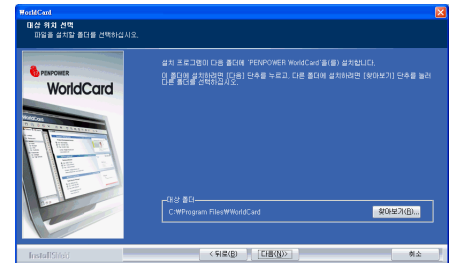 WorldCard
대상 위치 선택
파일을 설치할 폴더를 선택하십시오.
PENPOWER
WorldCard
설치 프로그램이 다음 폴더에 'PENPOWER WorldCard'을(를) 설치합니다.
이 폴더에 설치하려면 [다음] 단추를 누르고, 다른 폴더에 설치하려면 [찾아보기] 단추를 눌러
다른 폴더를 선택하십시오.
대상 폴더
C:₩Program Files₩WorldCard
찾아보기(R)...
InstallShield
< 뒤로(B)
다음(N)>
취소